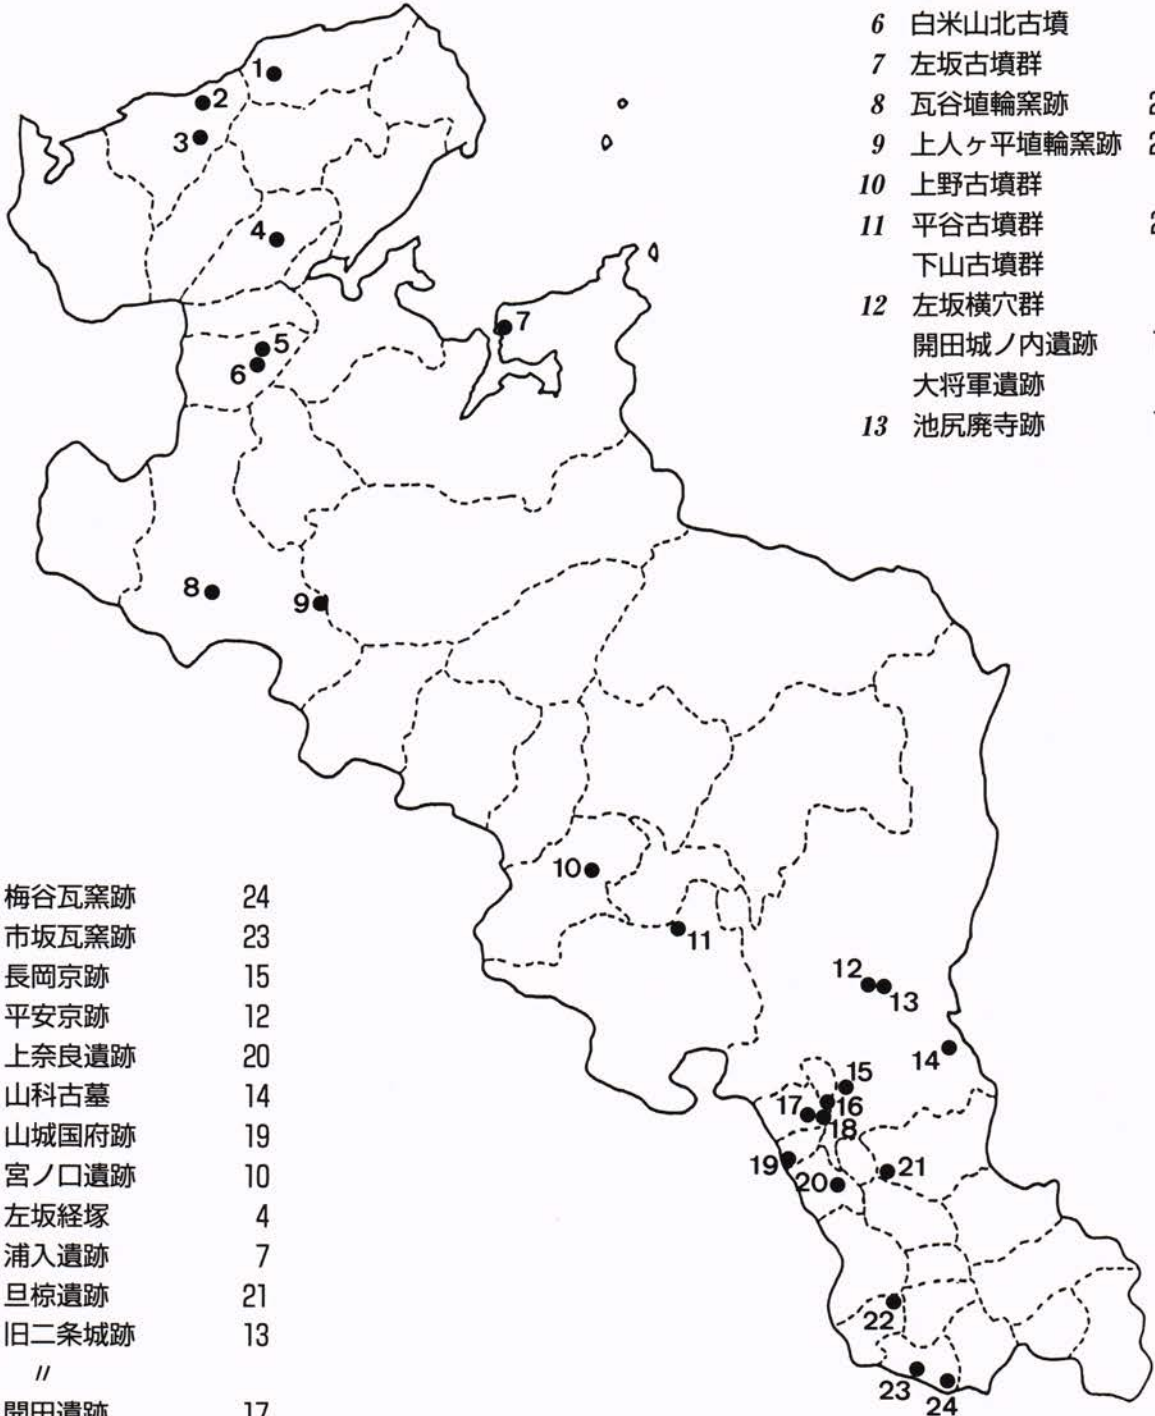 6 白米山北古墳
7 左坂古墳群
8 瓦谷埴輪窯跡 2
9 上人ヶ平埴輪窯跡 2
10 上野古墳群
11 平谷古墳群 2
下山古墳群
12 左坂横穴群
開田城ノ内遺跡
大将軍遺跡
13 池尻廃寺跡
1
2
3
4
5
6
7
8
9
10
11
12
13
14
15
16
17
18
19
20
21
22
23
24
梅谷瓦窯跡 24
市坂瓦窯跡 23
長岡京跡 15
平安京跡 12
上奈良遺跡 20
山科古墓 14
山城国府跡 19
宮ノ口遺跡 10
左坂経塚 4
浦入遺跡 7
旦椋遺跡 21
旧二条城跡 13
〃
開田遺跡 17